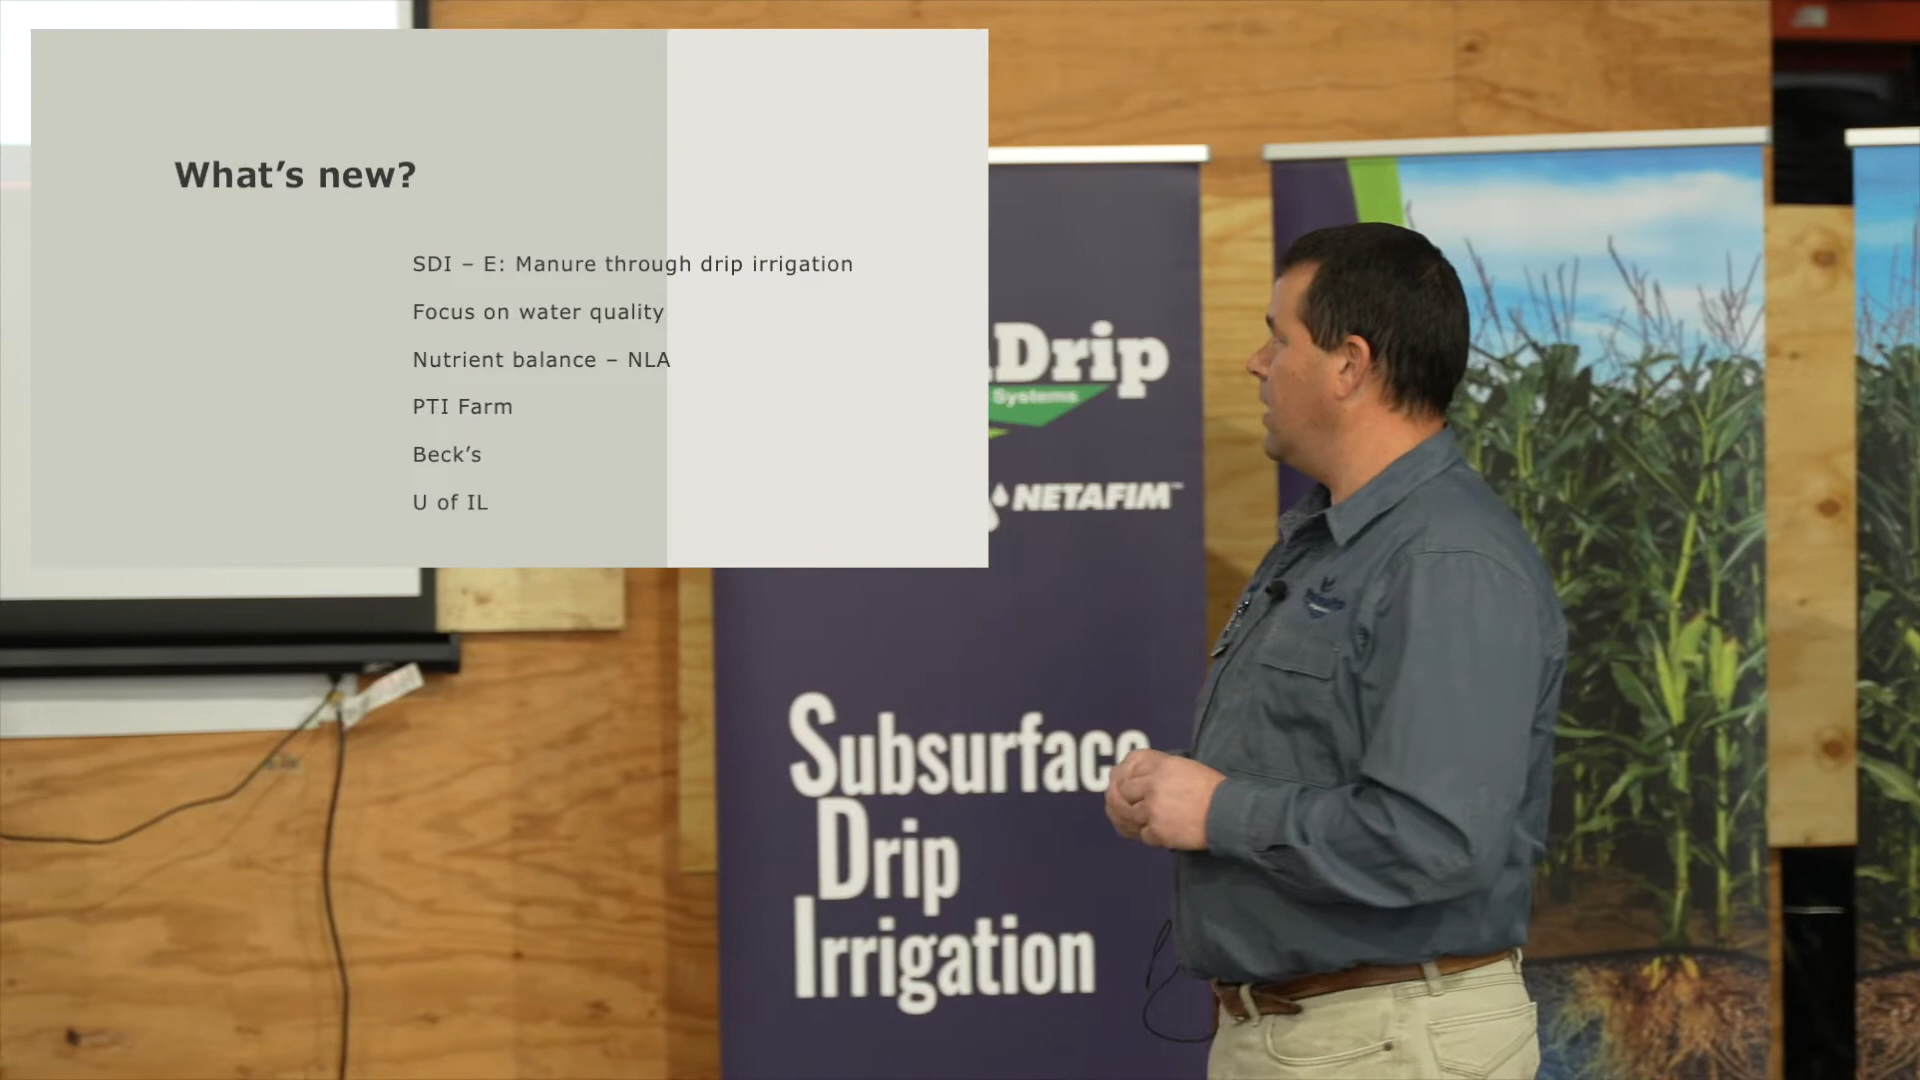 What’s new?
SDI – E: Manure through drip irrigation
Focus on water quality
Nutrient balance – NLA
PTI Farm
Beck’s
U of IL
Drip
Systems
NETAFIM™
Subsurface
Drip
Irrigation